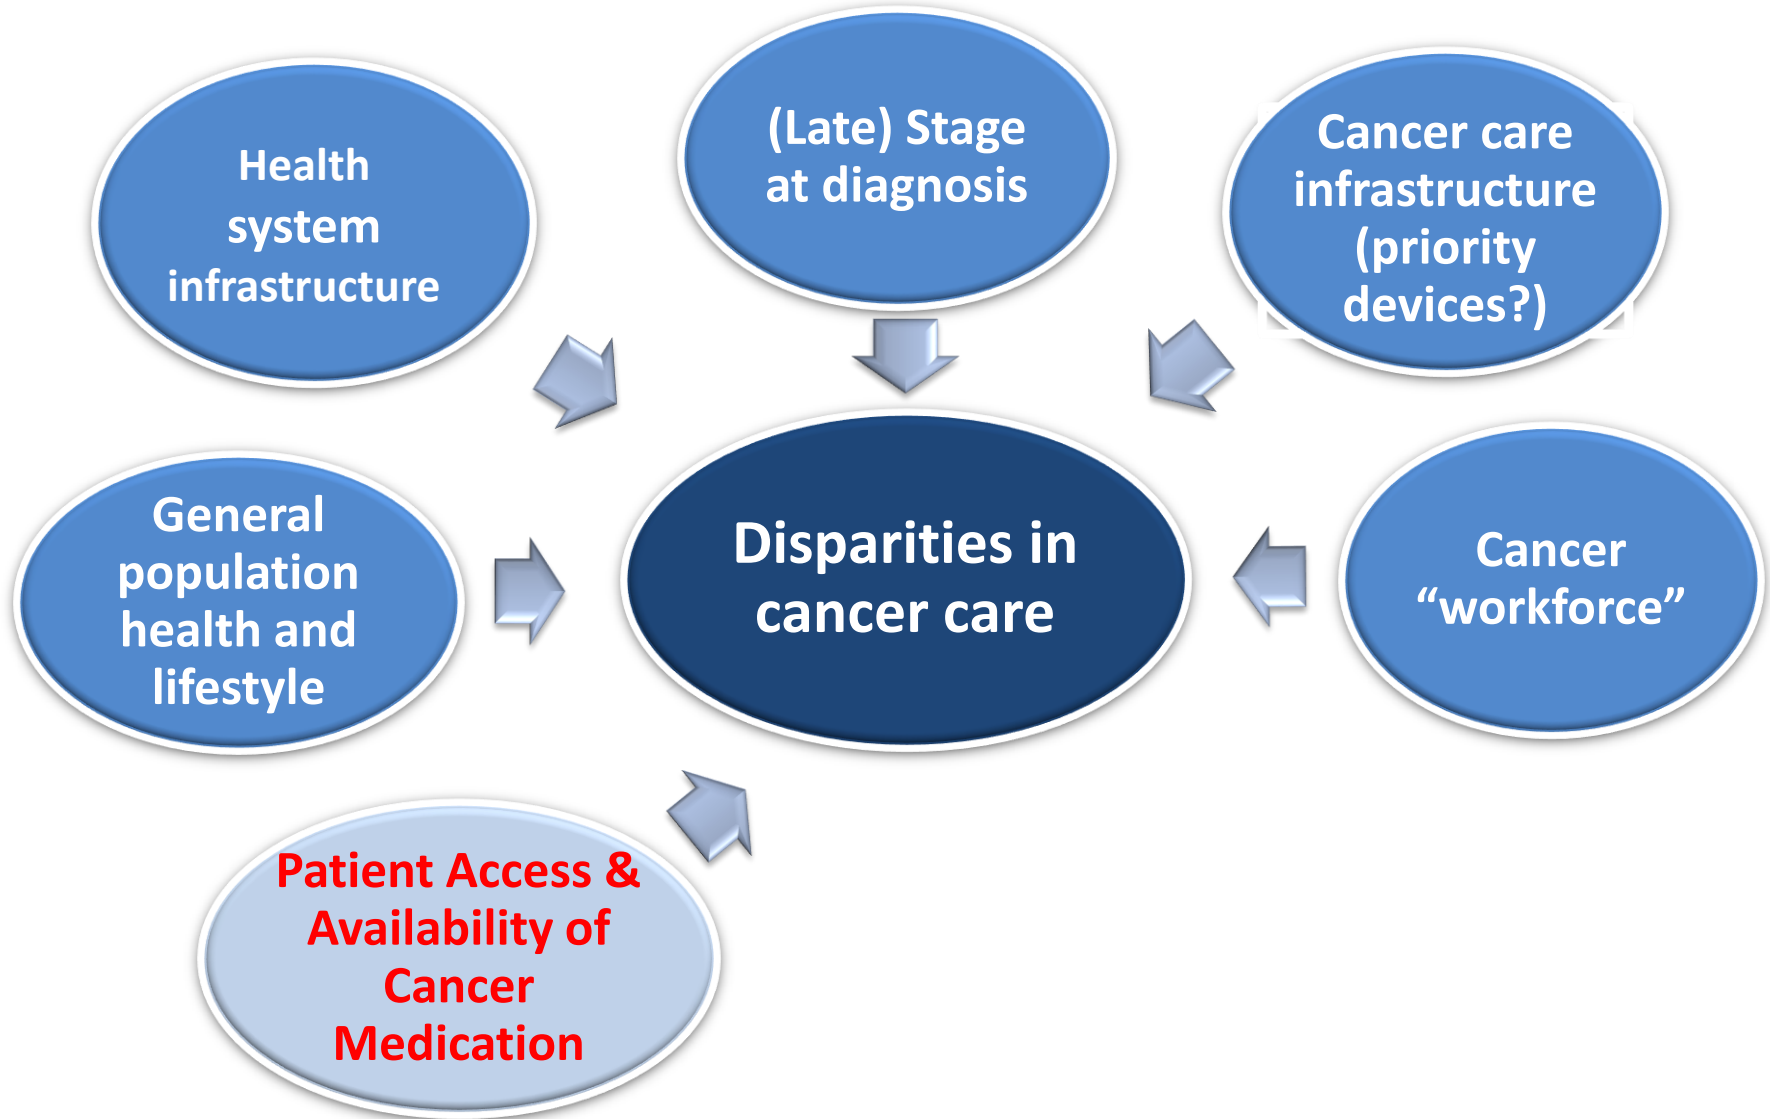 Health
system
infrastructure
(Late) Stage
at diagnosis
Cancer care
infrastructure
(priority
devices?)
General
population
health and
lifestyle
Disparities in
cancer care
Cancer
“workforce”
Patient Access &
Availability of
Cancer
Medication